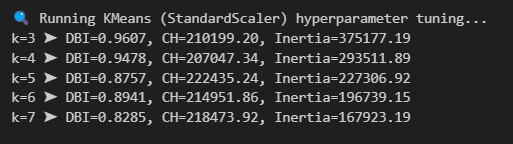 🔍 Running KMeans (StandardScaler) hyperparameter tuning...
k=3 ➤ DBI=0.9607, CH=210199.20, Inertia=375177.19
k=4 ➤ DBI=0.9478, CH=207047.34, Inertia=293511.89
k=5 ➤ DBI=0.8757, CH=222435.24, Inertia=227306.92
k=6 ➤ DBI=0.8941, CH=214951.86, Inertia=196739.15
k=7 ➤ DBI=0.8285, CH=218473.92, Inertia=167923.19